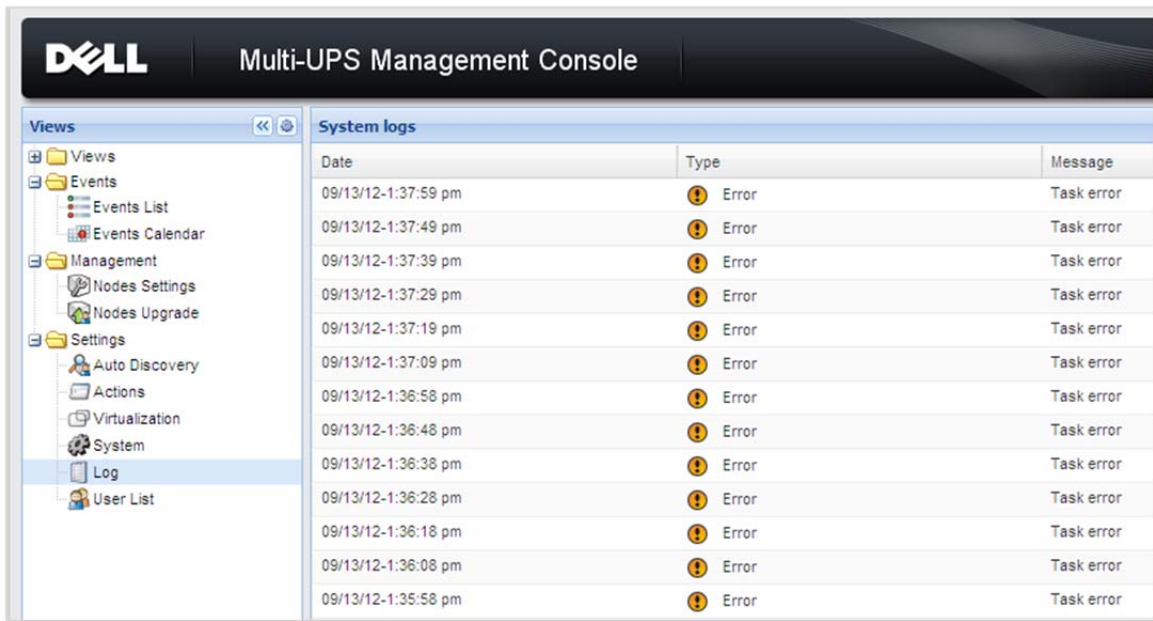 DELL Multi-UPS Management Console
Views
Views
Events
Events List
Events Calendar
Management
Nodes Settings
Nodes Upgrade
Settings
Auto Discovery
Actions
Virtualization
System
Log
User List
System logs
Date Type Message
09/13/12-1:37:59 pm Error Task error
09/13/12-1:37:49 pm Error Task error
09/13/12-1:37:39 pm Error Task error
09/13/12-1:37:29 pm Error Task error
09/13/12-1:37:19 pm Error Task error
09/13/12-1:37:09 pm Error Task error
09/13/12-1:36:58 pm Error Task error
09/13/12-1:36:48 pm Error Task error
09/13/12-1:36:38 pm Error Task error
09/13/12-1:36:28 pm Error Task error
09/13/12-1:36:18 pm Error Task error
09/13/12-1:36:08 pm Error Task error
09/13/12-1:35:58 pm Error Task error